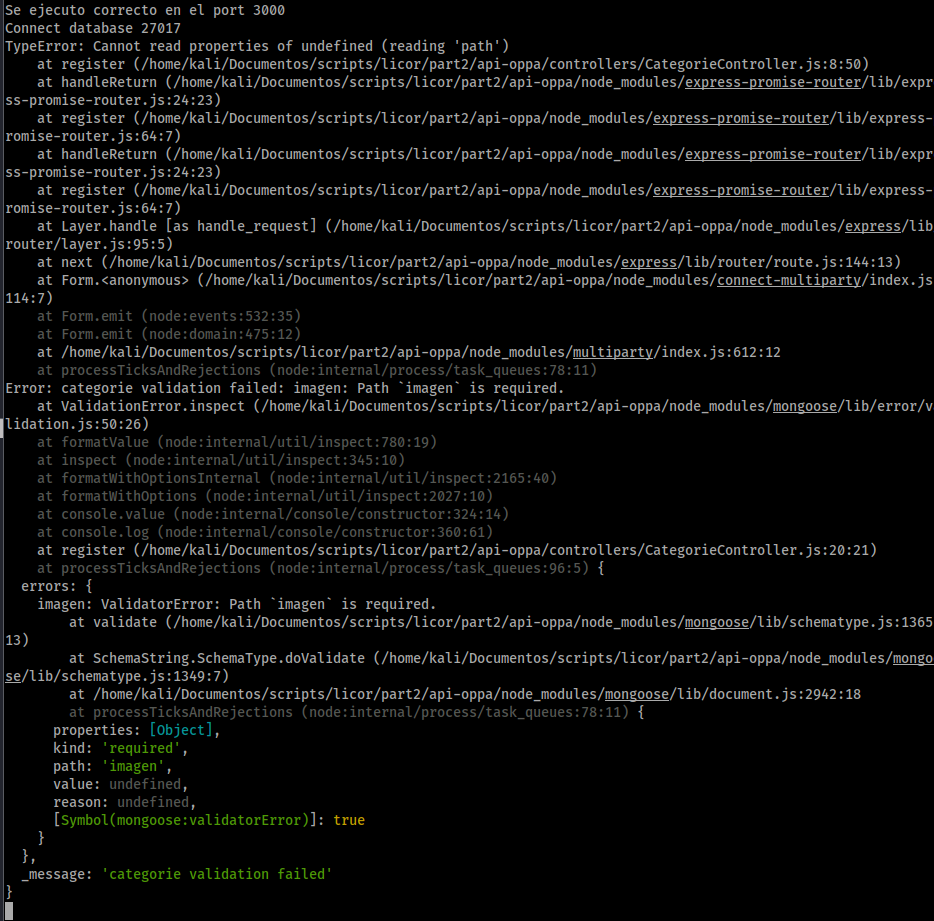 Se ejecuto correcto en el port 3000
Connect database 27017
TypeError: Cannot read properties of undefined (reading 'path')
    at register (/home/kali/Documentos/scripts/licor/part2/api-oppa/controllers/CategorieController.js:8:50)
    at handleReturn (/home/kali/Documentos/scripts/licor/part2/api-oppa/node_modules/express-promise-router/lib/expr
ss-promise-router.js:24:23)
    at register (/home/kali/Documentos/scripts/licor/part2/api-oppa/node_modules/express-promise-router/lib/express-
romise-router.js:64:7)
    at handleReturn (/home/kali/Documentos/scripts/licor/part2/api-oppa/node_modules/express-promise-router/lib/expr
ss-promise-router.js:24:23)
    at register (/home/kali/Documentos/scripts/licor/part2/api-oppa/node_modules/express-promise-router/lib/express-
romise-router.js:64:7)
    at Layer.handle [as handle_request] (/home/kali/Documentos/scripts/licor/part2/api-oppa/node_modules/express/lib
router/layer.js:95:5)
    at next (/home/kali/Documentos/scripts/licor/part2/api-oppa/node_modules/express/lib/router/route.js:144:13)
    at Form.<anonymous> (/home/kali/Documentos/scripts/licor/part2/api-oppa/node_modules/connect-multiparty/index.js
114:7)
    at Form.emit (node:events:532:35)
    at Form.emit (node:domain:475:12)
    at /home/kali/Documentos/scripts/licor/part2/api-oppa/node_modules/multiparty/index.js:612:12
    at processTicksAndRejections (node:internal/process/task_queues:78:11)
Error: categorie validation failed: imagen: Path `imagen` is required.
    at ValidationError.inspect (/home/kali/Documentos/scripts/licor/part2/api-oppa/node_modules/mongoose/lib/error/v
lidation.js:50:26)
    at formatValue (node:internal/util/inspect:780:19)
    at inspect (node:internal/util/inspect:345:10)
    at formatWithOptionsInternal (node:internal/util/inspect:2165:40)
    at formatWithOptions (node:internal/util/inspect:2027:10)
    at console.value (node:internal/console/constructor:324:14)
    at console.log (node:internal/console/constructor:360:61)
    at register (/home/kali/Documentos/scripts/licor/part2/api-oppa/controllers/CategorieController.js:20:21)
    at processTicksAndRejections (node:internal/process/task_queues:96:5) {
  errors: {
    imagen: ValidatorError: Path `imagen` is required.
        at validate (/home/kali/Documentos/scripts/licor/part2/api-oppa/node_modules/mongoose/lib/schematype.js:1365
13)
        at SchemaString.SchemaType.doValidate (/home/kali/Documentos/scripts/licor/part2/api-oppa/node_modules/mongo
se/lib/schematype.js:1349:7)
        at /home/kali/Documentos/scripts/licor/part2/api-oppa/node_modules/mongoose/lib/document.js:2942:18
        at processTicksAndRejections (node:internal/process/task_queues:78:11) {
      properties: [Object],
      kind: 'required',
      path: 'imagen',
      value: undefined,
      reason: undefined,
      [Symbol(mongoose:validatorError)]: true
    }
  },
  _message: 'categorie validation failed'
}